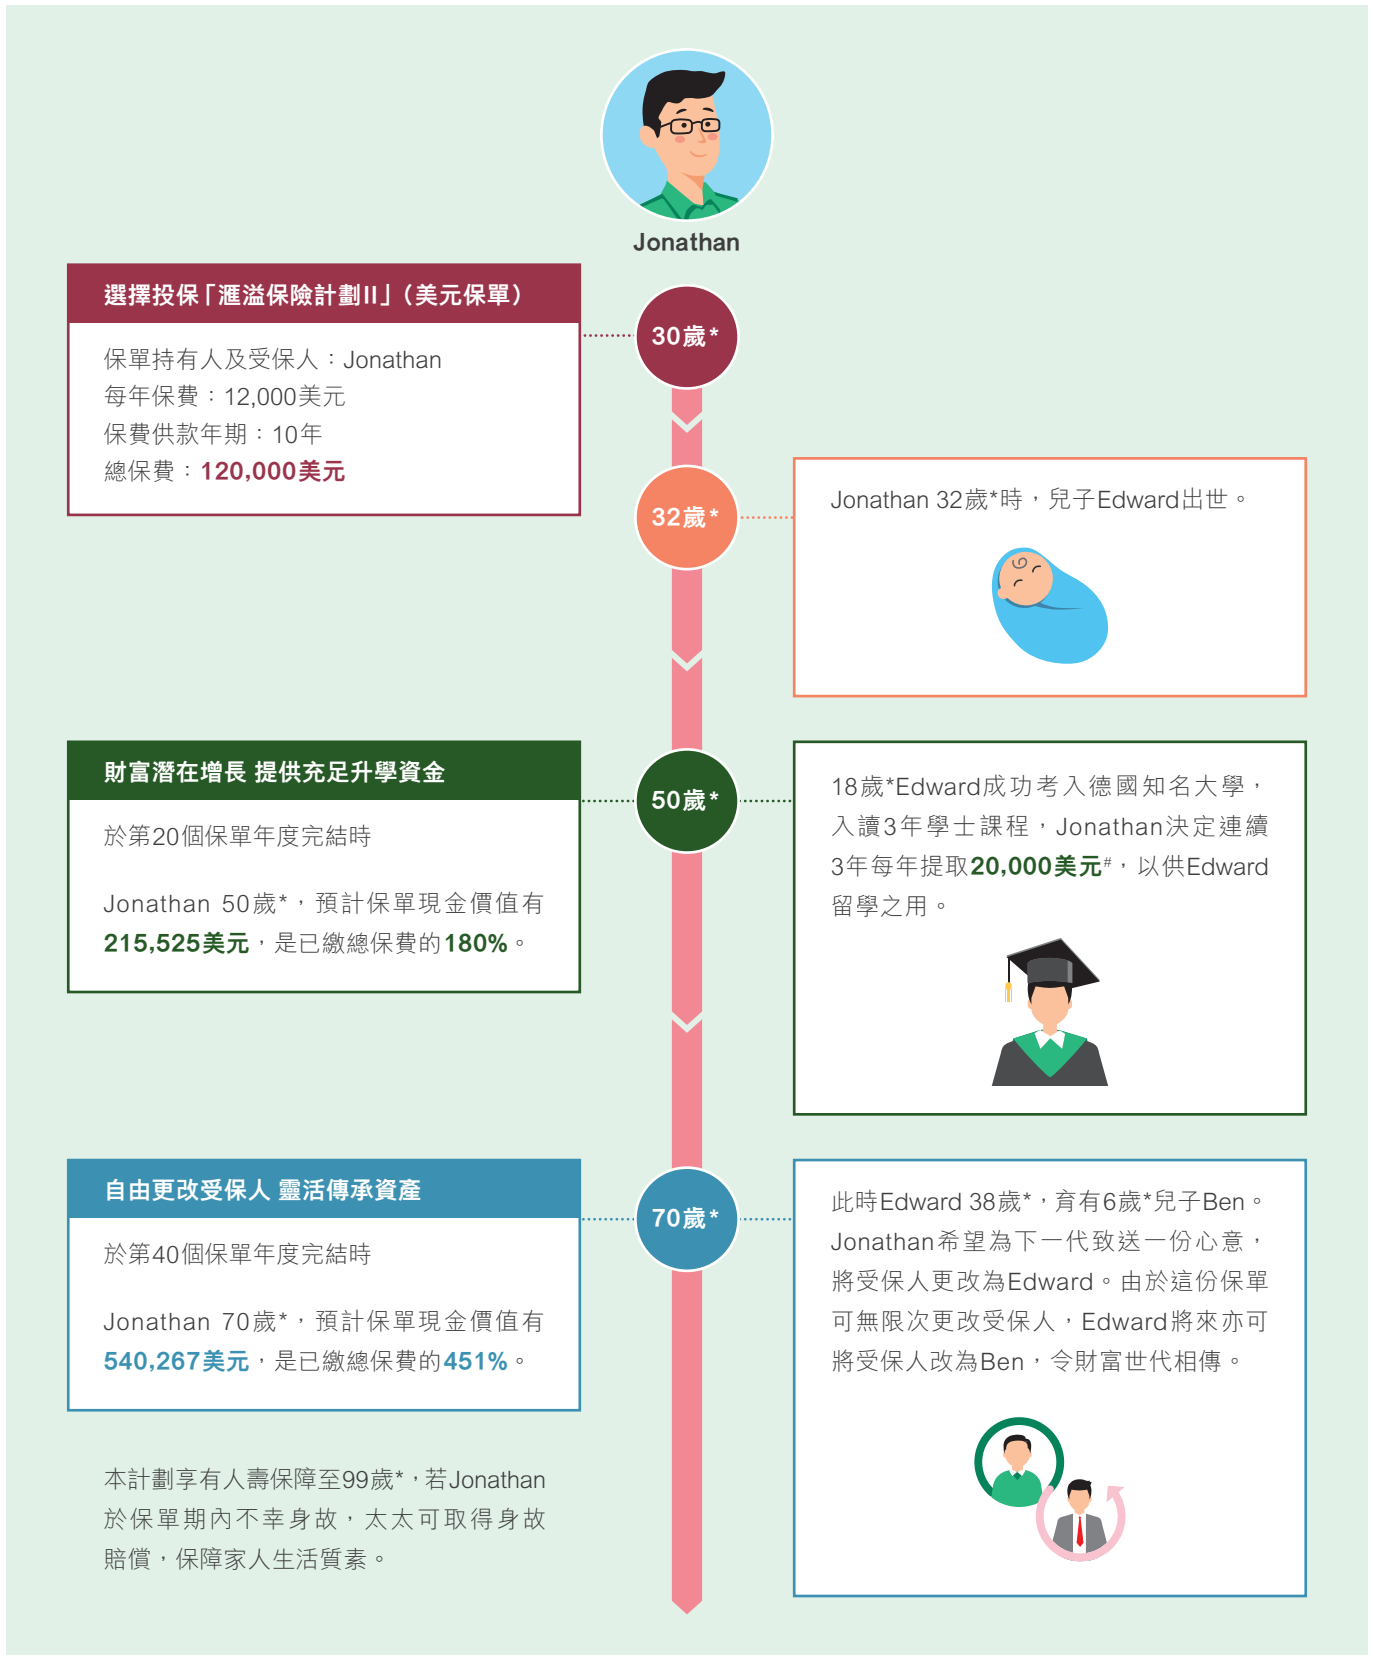 Jonathan
選擇投保「滙溢保險計劃II」（美元保單）
30歲*
保單持有人及受保人：Jonathan
每年保費：12,000美元
保費供款年期：10年
總保費：120,000美元
32歲*
Jonathan 32歲*時，兒子Edward出世。
財富潛在增長 提供充足升學資金
於第20個保單年度完結時
Jonathan 50歲*，預計保單現金價值有
215,525美元，是已繳總保費的180%。
50歲*
18歲*Edward成功考入德國知名大學，
入讀3年學士課程，Jonathan決定連續
3年每年提取20,000美元#，以供Edward
留學之用。
自由更改受保人 靈活傳承資產
於第40個保單年度完結時
Jonathan 70歲*，預計保單現金價值有
540,267美元，是已繳總保費的451%。
70歲*
此時Edward 38歲*，育有6歲*兒子Ben。
Jonathan希望為下一代致送一份心意，
將受保人更改為Edward。由於這份保單
可無限次更改受保人，Edward將來亦可
將受保人改為Ben，令財富世代相傳。
本計劃享有人壽保障至99歲*，若Jonathan
於保單期內不幸身故，太太可取得身故
賠償，保障家人生活質素。